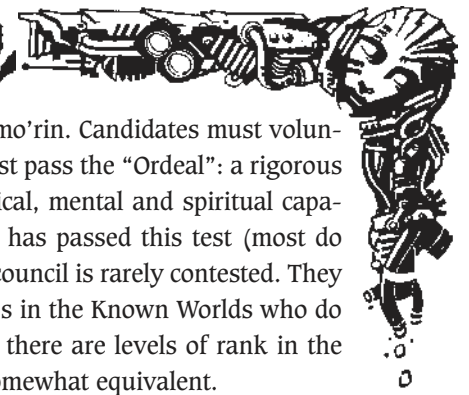 mo’rin. Candidates must volun-
st pass the “Ordeal”: a rigorous
ical, mental and spiritual capa-
has passed this test (most do
council is rarely contested. They
s in the Known Worlds who do
there are levels of rank in the
omewhat equivalent.